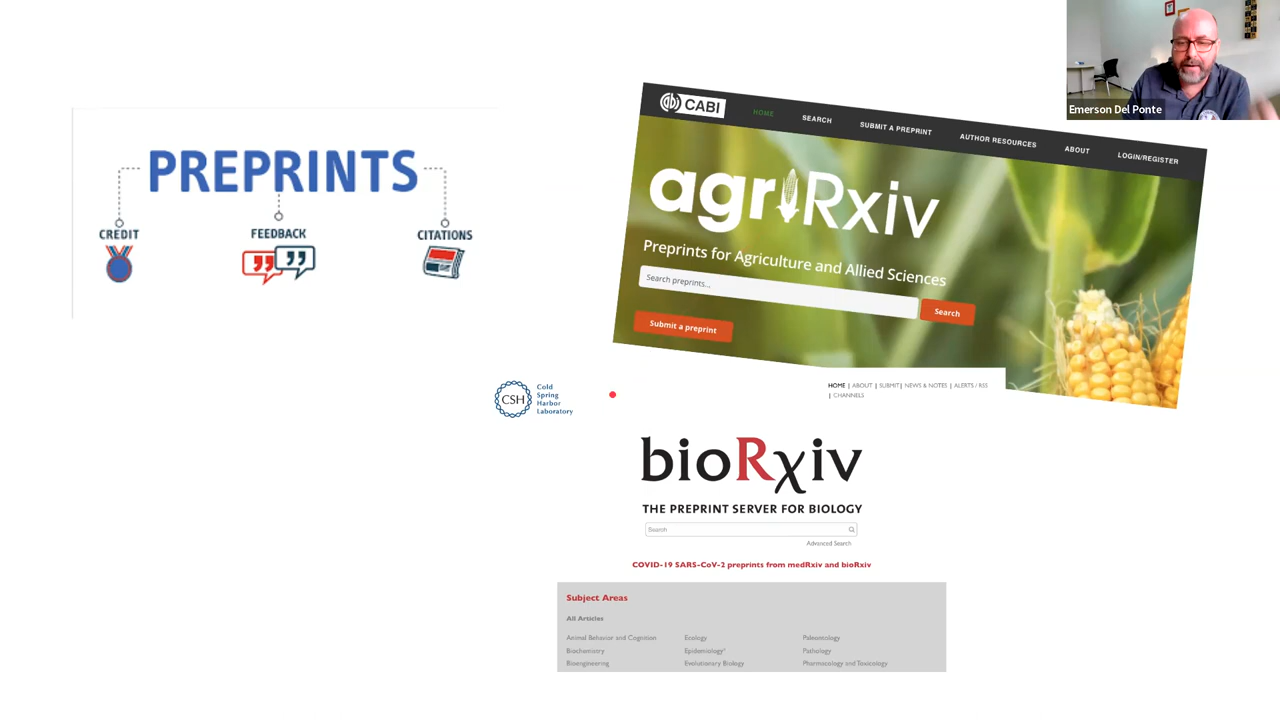 Emerson Del Ponte
PREPRINTS
CREDIT
FEEDBACK
CITATIONS
CABI
HOME
SEARCH
SUBMIT A PREPRINT
AUTHOR RESOURCES
ABOUT
LOGIN/REGISTER
agriRxiv
Preprints for Agriculture and Allied Sciences
Search preprints...
Search
Submit a preprint
CSH
Cold
Spring
Harbor
Laboratory
HOME | ABOUT | SUBMIT| NEWS & NOTES | ALERTS / RSS
| CHANNELS
bioRχiv
THE PREPRINT SERVER FOR BIOLOGY
Search
Advanced Search
COVID-19 SARS-CoV-2 preprints from medRxiv and bioRxiv
Subject Areas
All Articles
Animal Behavior and Cognition
Ecology
Paleontology
Biochemistry
Epidemiology*
Pathology
Bioengineering
Evolutionary Biology
Pharmacology and Toxicology